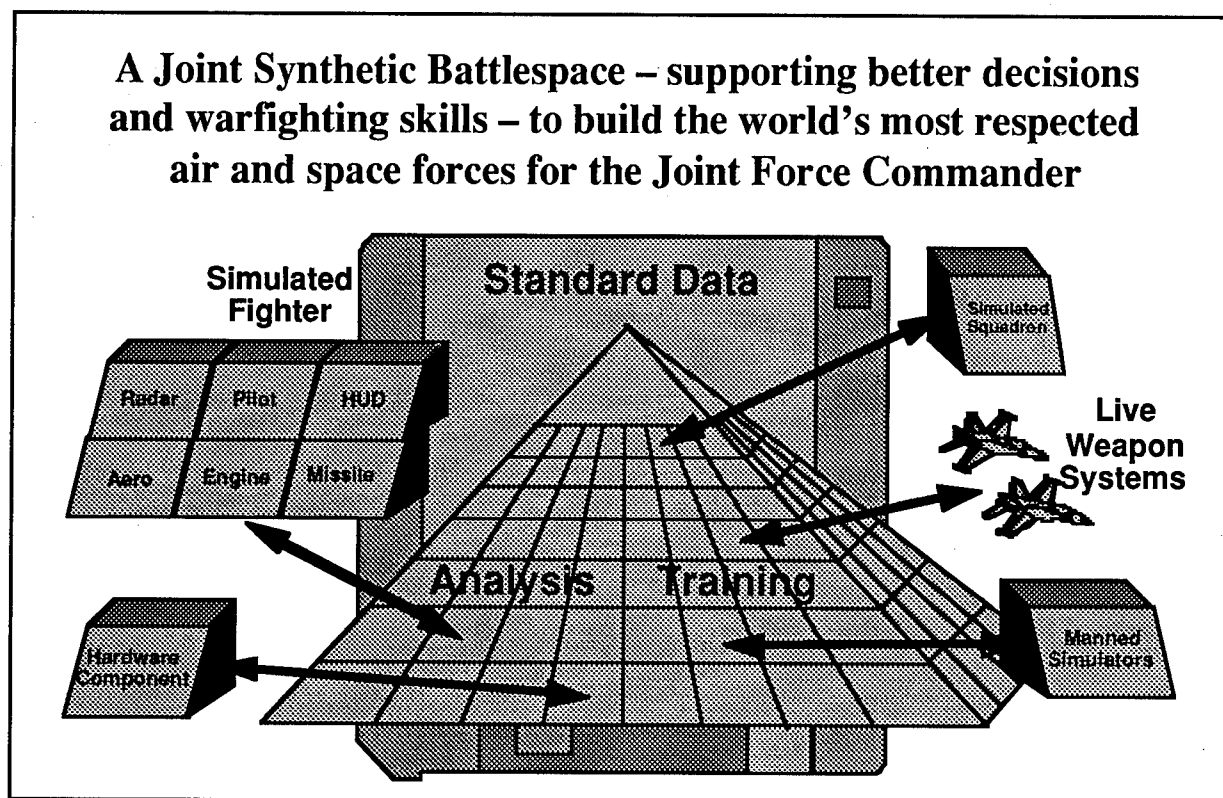 A Joint Synthetic Battlespace – supporting better decisions
and warfighting skills – to build the world's most respected
air and space forces for the Joint Force Commander
Standard Data
Simulated
Fighter
Radar
Pilot
HUD
Aero
Engine
Missile
Simulated
Squadron
Live
Weapon
Systems
Analysis
Training
Hardware
Component
Manned
Simulators